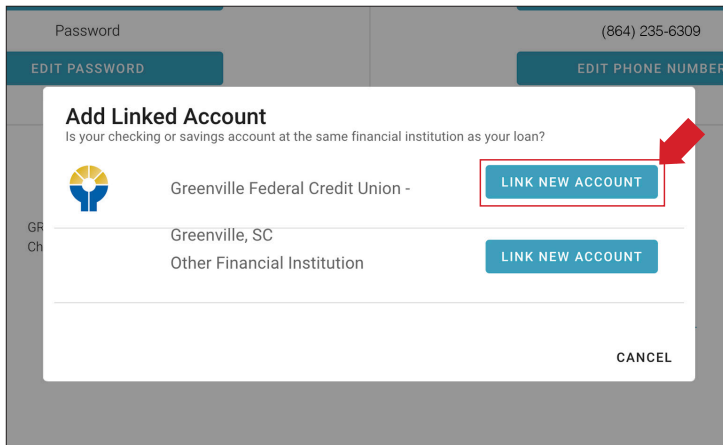 Password
(864) 235-6309
EDIT PASSWORD
EDIT PHONE NUMBER
Add Linked Account
Is your checking or savings account at the same financial institution as your loan?
Greenville Federal Credit Union -
LINK NEW ACCOUNT
GR
Ch
Greenville, SC
Other Financial Institution
LINK NEW ACCOUNT
CANCEL